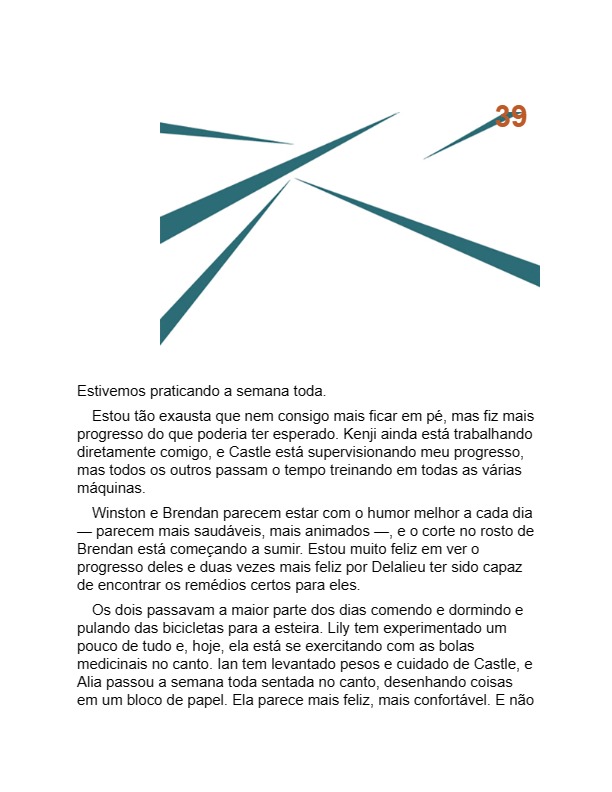 39
Estivemos praticando a semana toda.
Estou tão exausta que nem consigo mais ficar em pé, mas fiz mais
progresso do que poderia ter esperado. Kenji ainda está trabalhando
diretamente comigo, e Castle está supervisionando meu progresso,
mas todos os outros passam o tempo treinando em todas as várias
máquinas.
Winston e Brendan parecem estar com o humor melhor a cada dia
— parecem mais saudáveis, mais animados —, e o corte no rosto de
Brendan está começando a sumir. Estou muito feliz em ver o
progresso deles e duas vezes mais feliz por Delalieu ter sido capaz
de encontrar os remédios certos para eles.
Os dois passavam a maior parte dos dias comendo e dormindo e
pulando das bicicletas para a esteira. Lily tem experimentado um
pouco de tudo e, hoje, ela está se exercitando com as bolas
medicinais no canto. Ian tem levantado pesos e cuidado de Castle, e
Alia passou a semana toda sentada no canto, desenhando coisas
em um bloco de papel. Ela parece mais feliz, mais confortável. E não